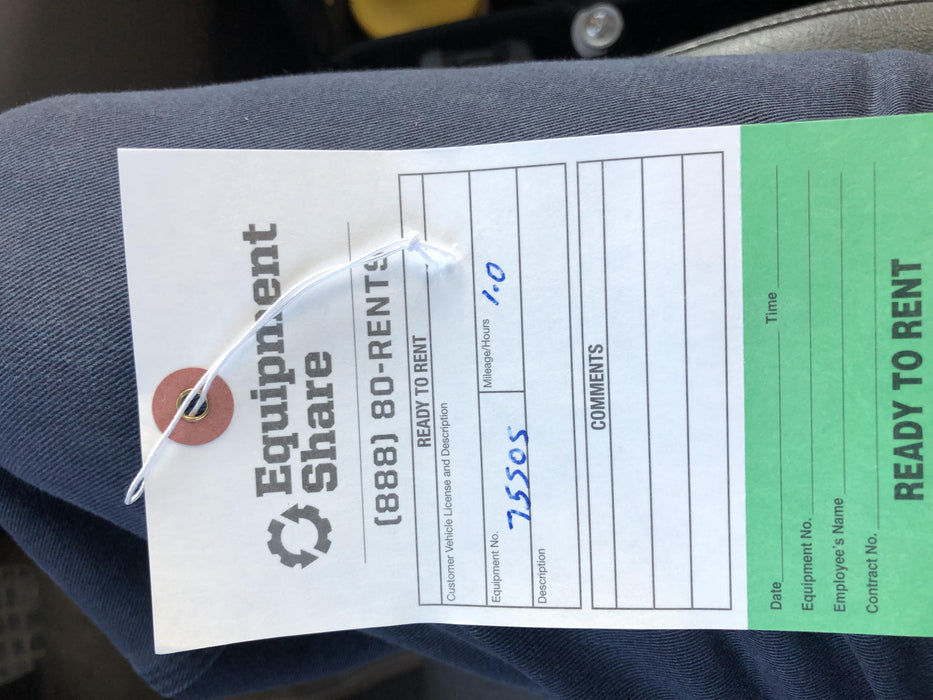 Equipment
Share
(888) 80-RENTS
READY TO RENT
Customer Vehicle License and Description
Equipment No. 75505 Mileage/Hours 1.0
Description
COMMENTS
Date Time
Equipment No.
Employee's Name
Contract No.
READY TO RENT